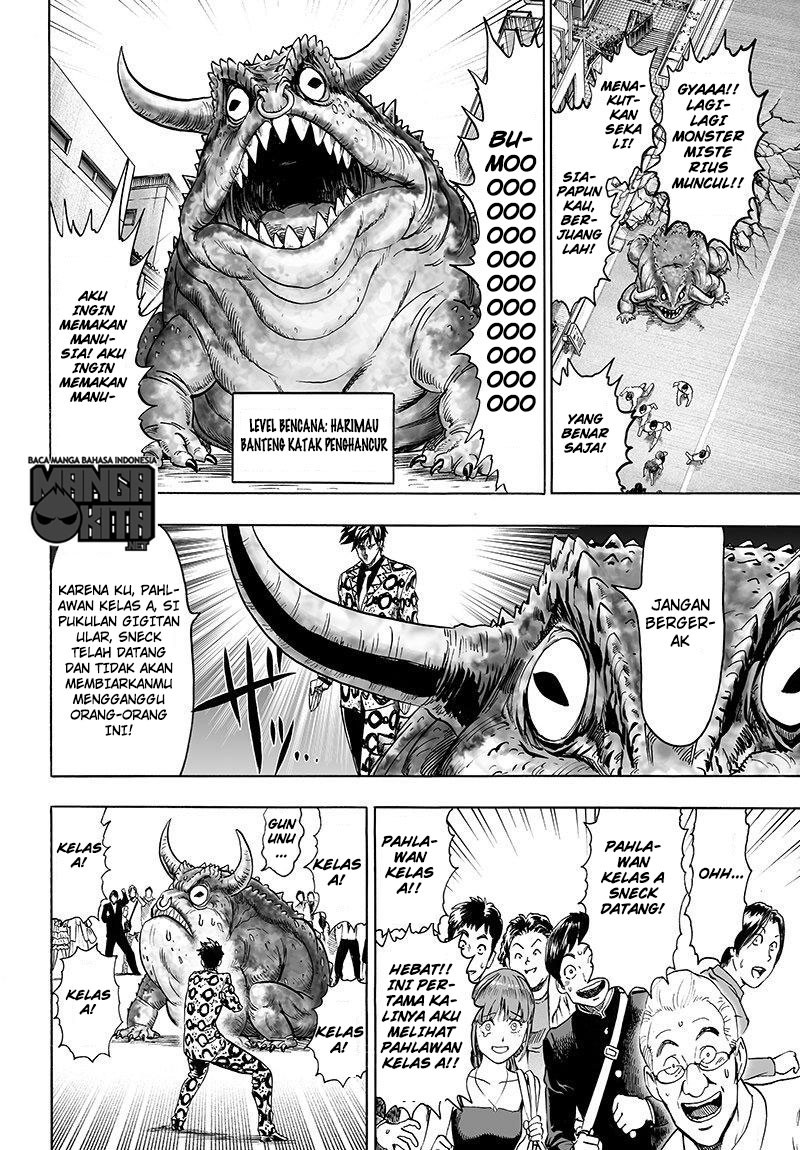 GYAAA!!
LAGI-
LAGI
MONSTER
MISTE
RIUS
MUNCUL!!
MENA-
KUT-
KAN
SEKA
LI!
SIA-
PAPUN
KAU,
BER-
JUANG
LAH!
YANG
BENAR
SAJA!
BU-
MOO
OOO
OOO
OOO
OOO
OOO
OOO
OOO
OOO
OOO
OOO
AKU
INGIN
MEMAKAN
MANU-
SIA! AKU
INGIN
MEMAKAN
MANU-
LEVEL BENCANA: HARIMAU
BANTENG KATAK PENGHANCUR
BACA MANGA BAHASA INDONESIA
MANGA
KITA
.NET
JANGAN
BERGER-
AK
KARENA KU, PAHL-
AWAN KELAS A, SI
PUKULAN GIGITAN
ULAR, SNECK
TELAH DATANG
DAN TIDAK AKAN
MEMBIARKANMU
MENGGANGGU
ORANG-ORANG
INI!
OHH...
PAHLA-
WAN
KELAS A
SNECK
DATANG!
PAHLA-
WAN
KELAS
A!!
HEBAT!!
INI PER-
TAMA KA-
LINYA AKU
MELIHAT
PAHLAWAN
KELAS A!!
GUN
UNU
...
KELAS
A!
KELAS
A!
KELAS
A!
KELAS
A!